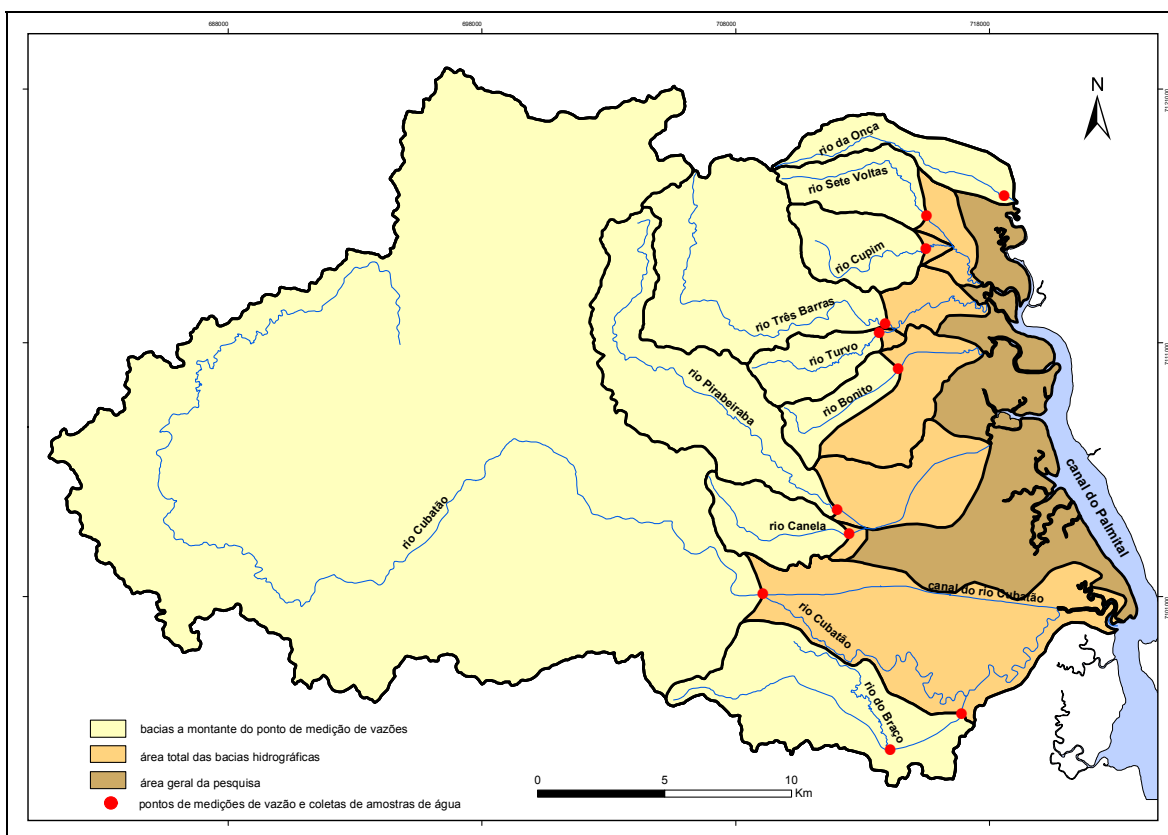 688000
698000
708000
718000
7121000
N
rio da Onça
rio Sete Voltas
rio Cupim
rio Três Barras
rio Turvo
7111000
rio Pirabeiraba
rio Bonito
canal do Palmital
rio Cubatão
rio Canela
canal do rio Cubatão
7101000
rio Cubatão
rio do Braço
bacias a montante do ponto de medição de vazões
área total das bacias hidrográficas
área geral da pesquisa
pontos de medições de vazão e coletas de amostras de água
0
5
10
Km